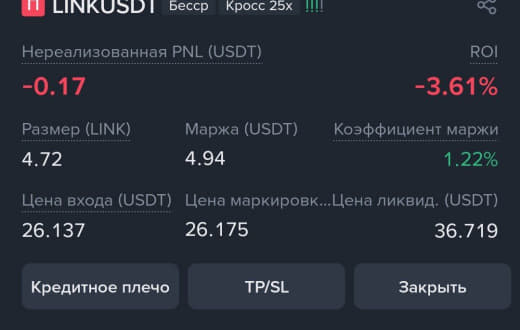 П LINKUSDT Бесср Кросс 25x !!!!
Нереализованная PNL (USDT) ROI
-0.17 -3.61%
Размер (LINK) Маржа (USDT) Коэффициент маржи
4.72 4.94 1.22%
Цена входа (USDT) Цена маркировк... Цена ликвид. (USDT)
26.137 26.175 36.719
Кредитное плечо TP/SL Закрыть